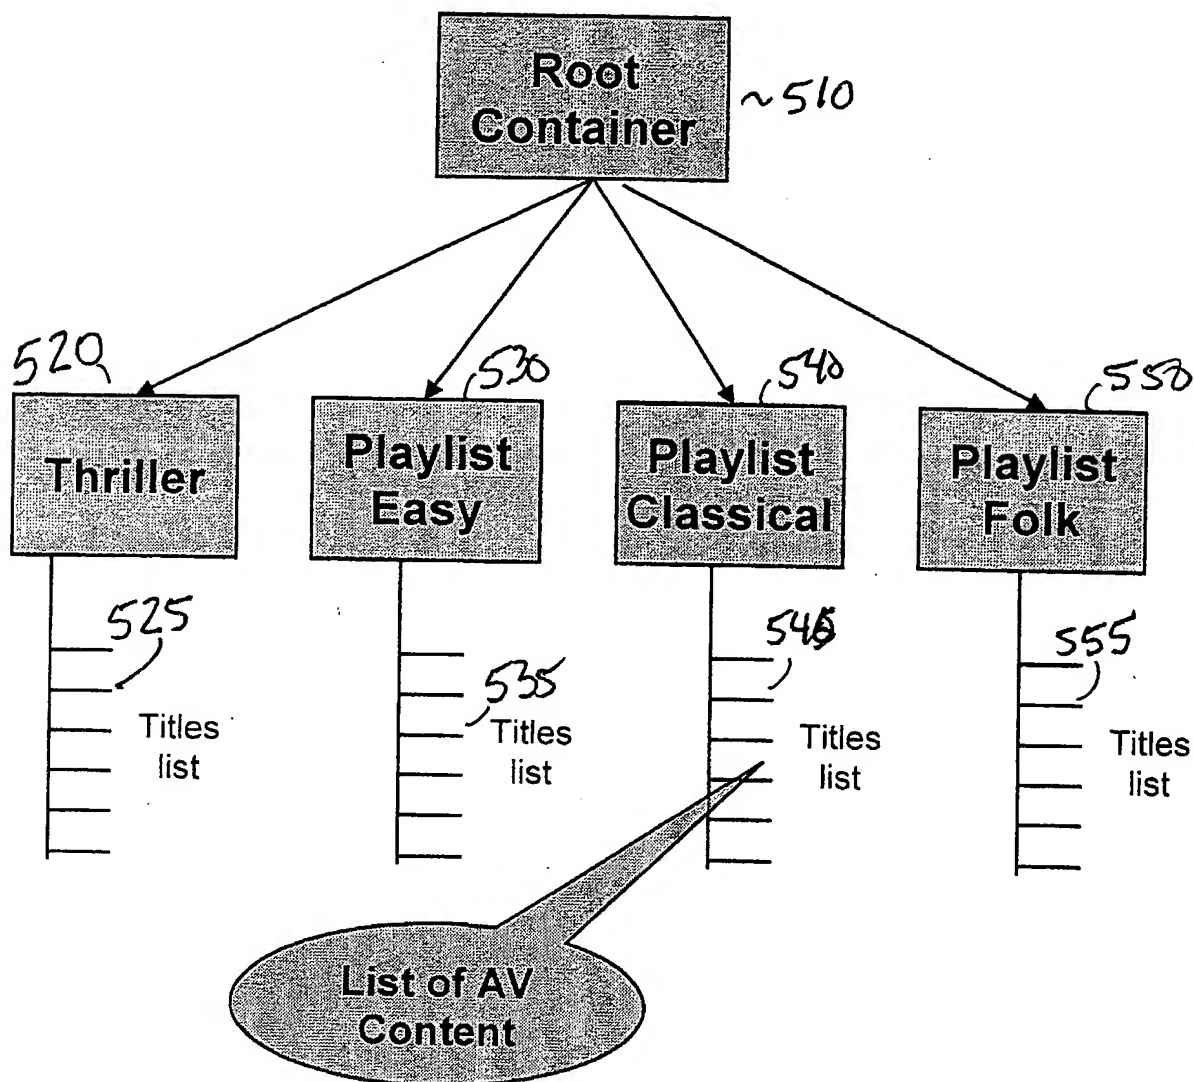 Root
Container
~510
520
530
540
550
Thriller
Playlist
Easy
Playlist
Classical
Playlist
Folk
525
535
545
555
Titles
list
Titles
list
Titles
list
Titles
list
List of AV
Content